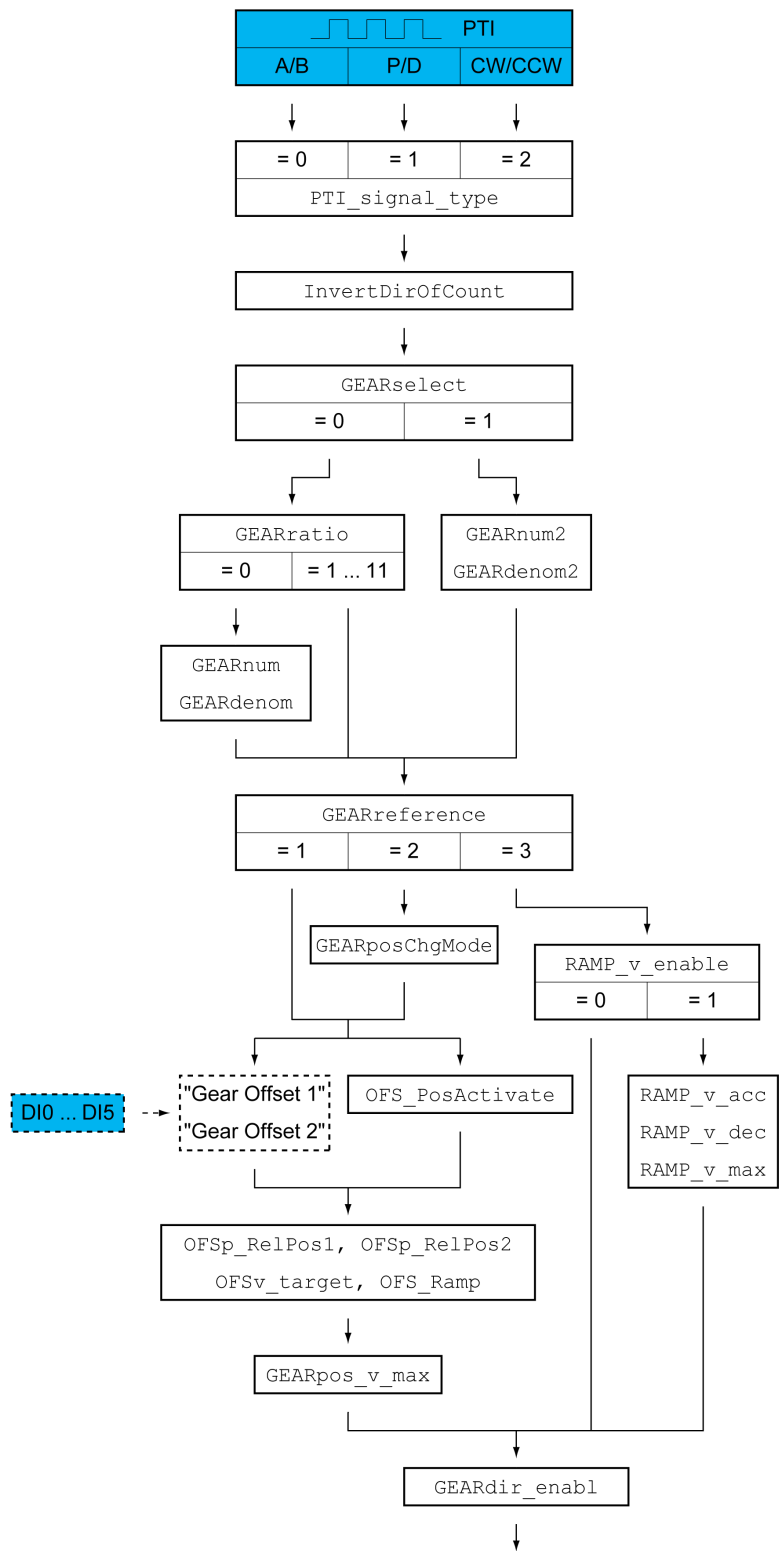 PTI
A/B P/D CW/CCW
= 0 = 1 = 2
PTI_signal_type
InvertDirOfCount
GEARselect
= 0 = 1
GEARratio
= 0 = 1 ... 11
GEARnum2
GEARdenom2
GEARnum
GEARdenom
GEARreference
= 1 = 2 = 3
GEARposChgMode
RAMP_v_enable
= 0 = 1
DI0 ... DI5
"Gear Offset 1"
"Gear Offset 2"
OFS_PosActivate
RAMP_v_acc
RAMP_v_dec
RAMP_v_max
OFSp_RelPos1, OFSp_RelPos2
OFSv_target, OFS_Ramp
GEARpos_v_max
GEARdir_enabl